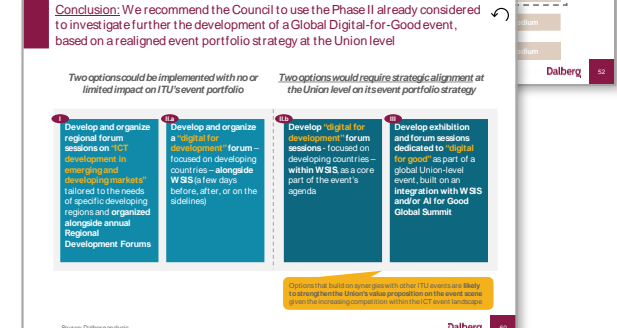 Conclusion: We recommend the Council to use the Phase II already considered
to investigate further the development of a Global Digital-for-Good event,
based on a realigned event portfolio strategy at the Union level
Two options could be implemented with no or
limited impact on ITU's event portfolio
Two options would require strategic alignment at
the Union level on its event portfolio strategy
I
Develop and organize
regional forum
sessions on "ICT
development in
emerging and
developing markets"
tailored to the needs
of specific developing
regions and organized
alongside annual
Regional
Development Forums
II.a
Develop and organize
a "digital for
development" forum –
focused on developing
countries – alongside
WSIS (a few days
before, after, or on the
sidelines)
II.b
Develop "digital for
development" forum
sessions - focused on
developing countries –
within WSIS, as a core
part of the event's
agenda
III
Develop exhibition
and forum sessions
dedicated to "digital
for good" as part of a
global Union-level
event, built on an
integration with WSIS
and/or AI for Good
Global Summit
Options that build on synergies with other ITU events are likely
to strengthen the Union's value proposition on the event scene
given the increasing competition within the ICT event landscape
Dalberg
Dalberg 52